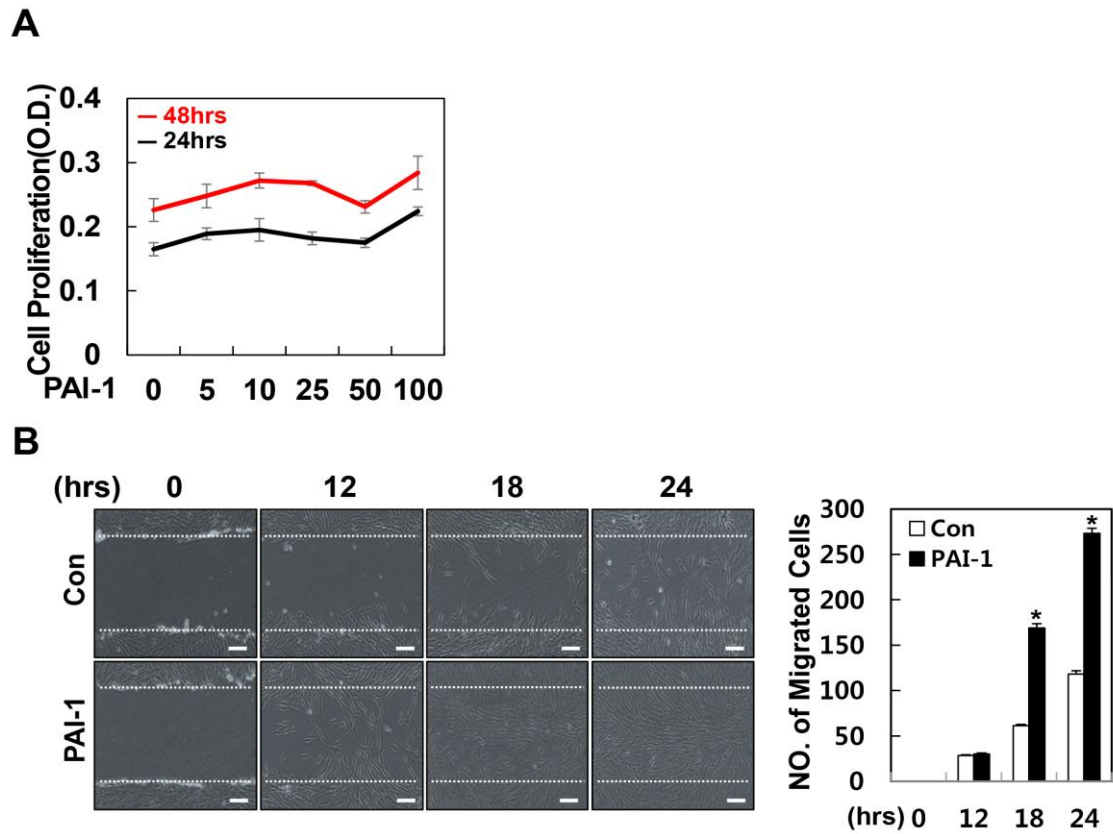 A
Cell Proliferation(O.D.)
0.4
0.3
0.2
0.1
0
48hrs
24hrs
PAI-1 0 5 10 25 50 100
B
(hrs) 0 12 18 24
Con
PAI-1
NO. of Migrated Cells
300
250
200
150
100
50
0
Con
PAI-1
*
*
(hrs) 0 12 18 24